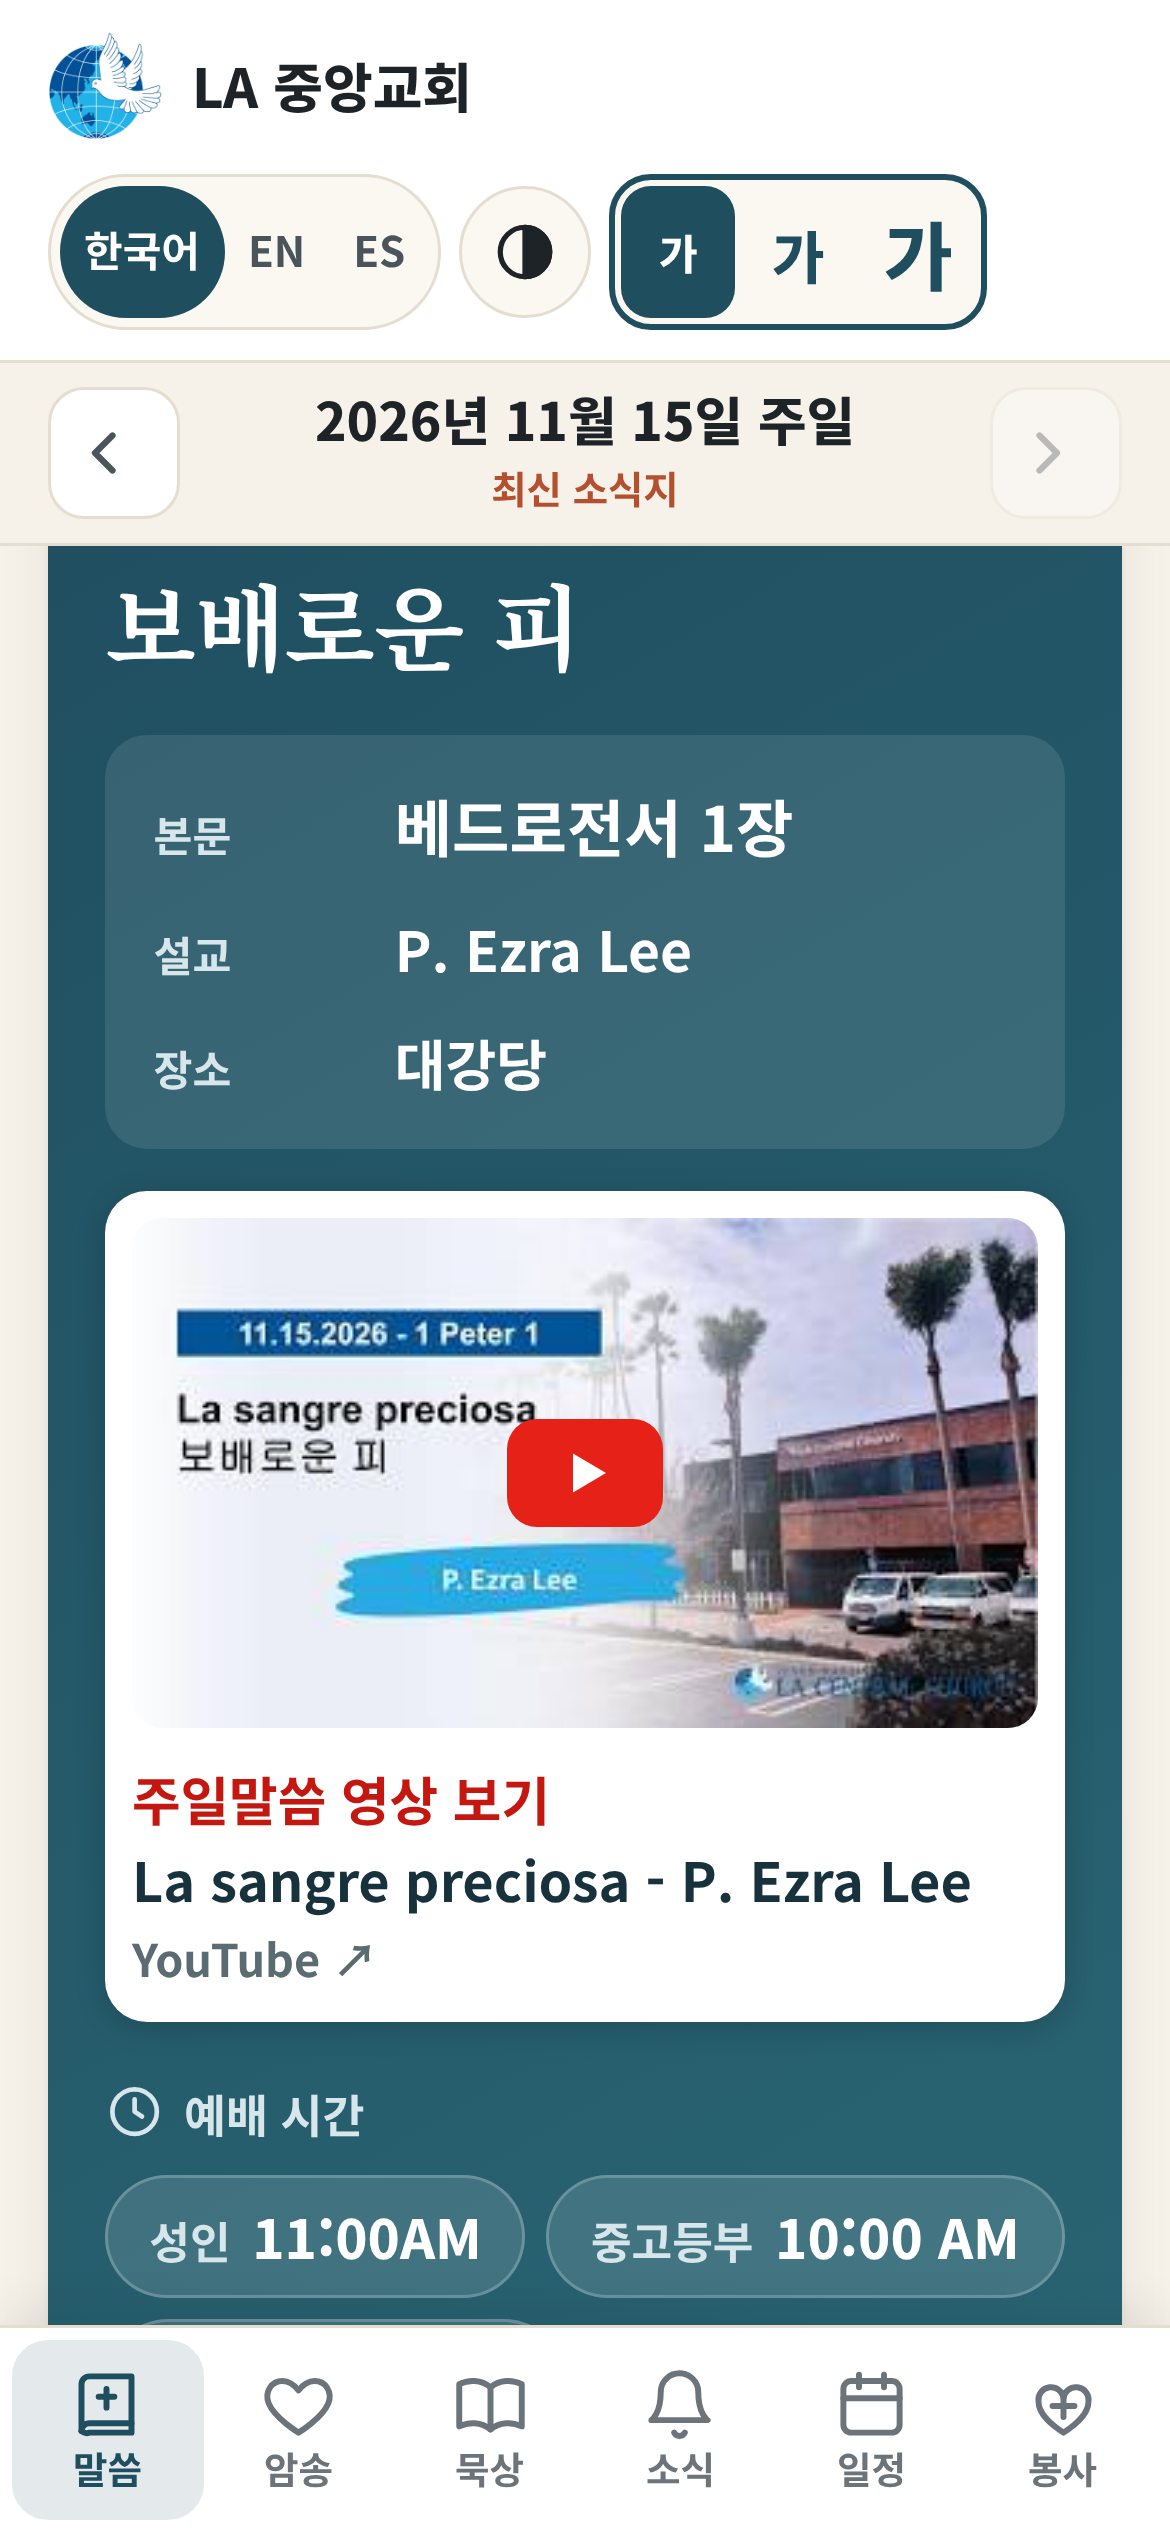 LA 중앙교회
한국어 EN ES 가 가 가
2026년 11월 15일 주일
최신 소식지
보배로운 피
본문 베드로전서 1장
설교 P. Ezra Lee
장소 대강당
11.15.2026 - 1 Peter 1
La sangre preciosa
보배로운 피
P. Ezra Lee
LA CENTRAL CHURCH
주일말씀 영상 보기
La sangre preciosa - P. Ezra Lee
YouTube ↗
예배 시간
성인 11:00AM 중고등부 10:00 AM
말씀 암송 묵상 소식 일정 봉사